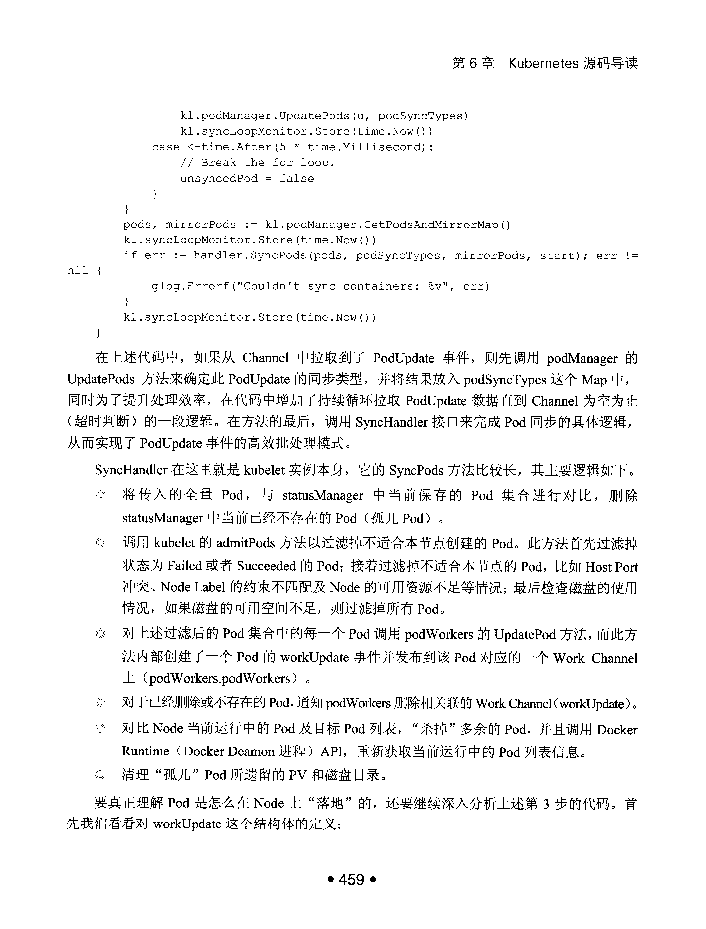 第 6 章　Kubernetes 源码导读
kl.podManager.UpdatePods(u, podSyncTypes)
kl.syncLoopMonitor.Store(time.Now())
case <-time.After(5 * time.Millisecond):
// Break the for loop.
unsyncedPod = false
}
}
pods, mirrorPods := kl.podManager.GetPodsAndMirrorMap()
kl.syncLoopMonitor.Store(time.Now())
if err := handler.SyncPods(pods, podSyncTypes, mirrorPods, start); err !=
nil {
glog.Errorf("Couldn't sync containers: %v", err)
}
kl.syncLoopMonitor.Store(time.Now())
}
在上述代码中，如果从 Channel 中拉取到了 PodUpdate 事件，则先调用 podManager 的
UpdatePods 方法来确定此 PodUpdate 的同步类型，并将结果放入 podSyncTypes 这个 Map 中，
同时为了提升处理效率，在代码中增加了持续循环拉取 PodUpdate 数据直到 Channel 为空为止
（超时判断）的一段逻辑。在方法的最后，调用 SyncHandler 接口来完成 Pod 同步的具体逻辑，
从而实现了 PodUpdate 事件的高效批处理模式。
SyncHandler 在这里就是 kubelet 实例本身，它的 SyncPods 方法比较长，其主要逻辑如下。
◇ 将传入的全量 Pod，与 statusManager 中当前保存的 Pod 集合进行对比，删除
statusManager 中当前已经不存在的 Pod（孤儿 Pod）。
◇ 调用 kubelet 的 admitPods 方法以过滤掉不适合本节点创建的 Pod。此方法首先过滤掉
状态为 Failed 或者 Succeeded 的 Pod；接着过滤掉不适合本节点的 Pod，比如 Host Port
冲突、Node Label 的约束不匹配及 Node 的可用资源不足等情况；最后检查磁盘的使用
情况，如果磁盘的可用空间不足，则过滤掉所有 Pod。
◇ 对上述过滤后的 Pod 集合中的每一个 Pod 调用 podWorkers 的 UpdatePod 方法，而此方
法内部创建了一个 Pod 的 workUpdate 事件并发布到该 Pod 对应的一个 Work Channel
上（podWorkers.podWorkers）。
◇ 对于已经删除或不存在的 Pod，通知 podWorkers 删除相关联的 Work Channel（workUpdate）。
◇ 对比 Node 当前运行中的 Pod 及目标 Pod 列表，“杀掉”多余的 Pod，并且调用 Docker
Runtime（Docker Deamon 进程）API，重新获取当前运行中的 Pod 列表信息。
◇ 清理“孤儿”Pod 所遗留的 PV 和磁盘目录。
要真正理解 Pod 是怎么在 Node 上“落地”的，还要继续深入分析上述第 3 步的代码。首
先我们看看对 workUpdate 这个结构体的定义：
• 459 •